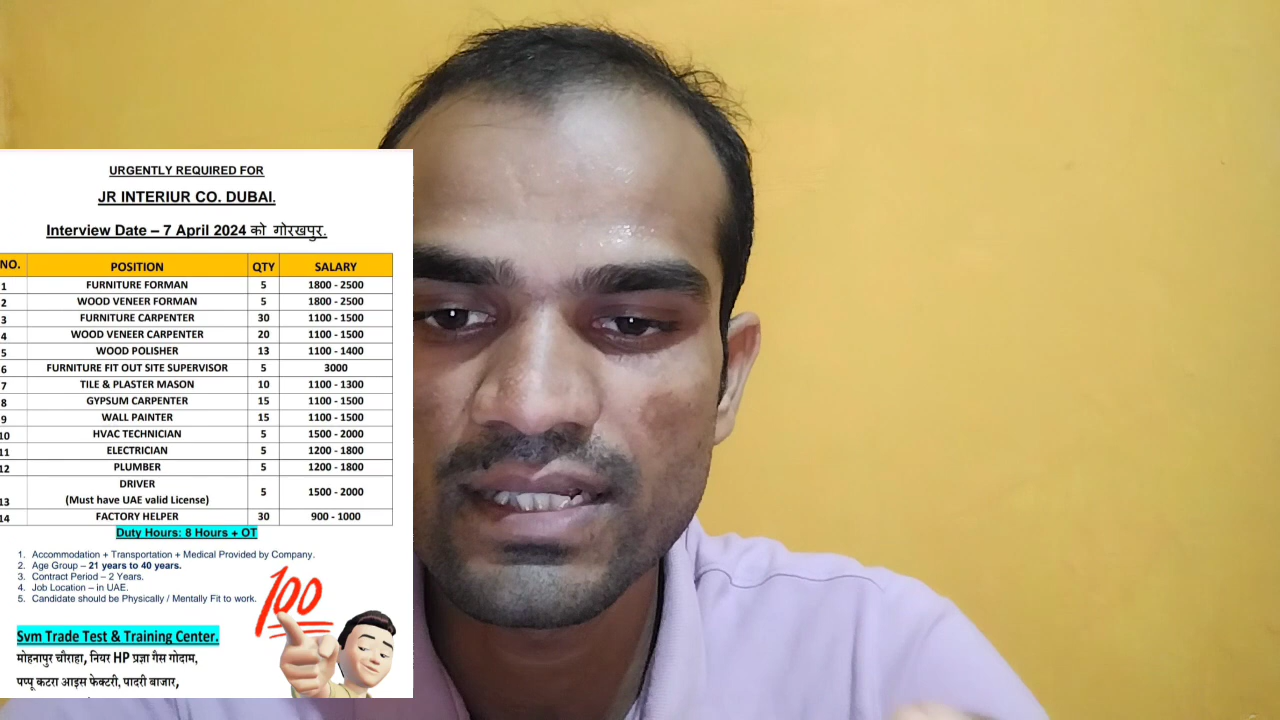 URGENTLY REQUIRED FOR
JR INTERIUR CO. DUBAI.
Interview Date – 7 April 2024 को गोरखपुर.
NO. POSITION QTY SALARY
1 FURNITURE FORMAN 5 1800 - 2500
2 WOOD VENEER FORMAN 5 1800 - 2500
3 FURNITURE CARPENTER 30 1100 - 1500
4 WOOD VENEER CARPENTER 20 1100 - 1500
5 WOOD POLISHER 13 1100 - 1400
6 FURNITURE FIT OUT SITE SUPERVISOR 5 3000
7 TILE & PLASTER MASON 10 1100 - 1300
8 GYPSUM CARPENTER 15 1100 - 1500
9 WALL PAINTER 15 1100 - 1500
10 HVAC TECHNICIAN 5 1500 - 2000
11 ELECTRICIAN 5 1200 - 1800
12 PLUMBER 5 1200 - 1800
13 DRIVER 5 1500 - 2000
(Must have UAE valid License)
14 FACTORY HELPER 30 900 - 1000
Duty Hours: 8 Hours + OT
1. Accommodation + Transportation + Medical Provided by Company.
2. Age Group – 21 years to 40 years.
3. Contract Period – 2 Years.
4. Job Location – in UAE.
5. Candidate should be Physically / Mentally Fit to work.
100
Svm Trade Test & Training Center.
मोहनापुर चौराहा, नियर HP प्रज्ञा गैस गोदाम,
पप्पू कटरा आइस फेक्टरी, पादरी बाजार,